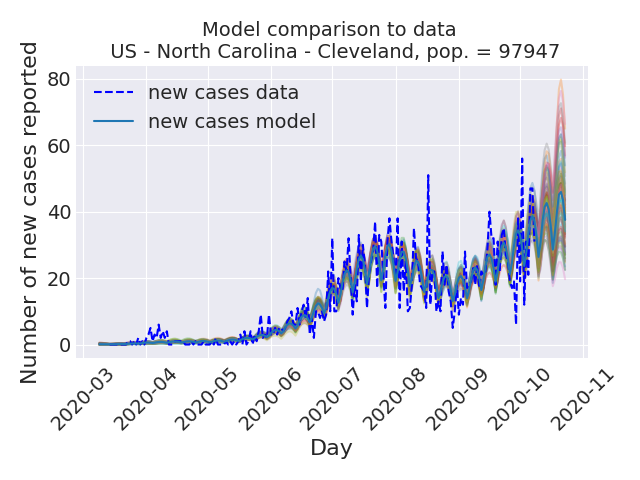 Model comparison to data
US - North Carolina - Cleveland, pop. = 97947
Number of new cases reported
80
60
40
20
0
new cases data
new cases model
2020-03
2020-04
2020-05
2020-06
2020-07
2020-08
2020-09
2020-10
2020-11
Day